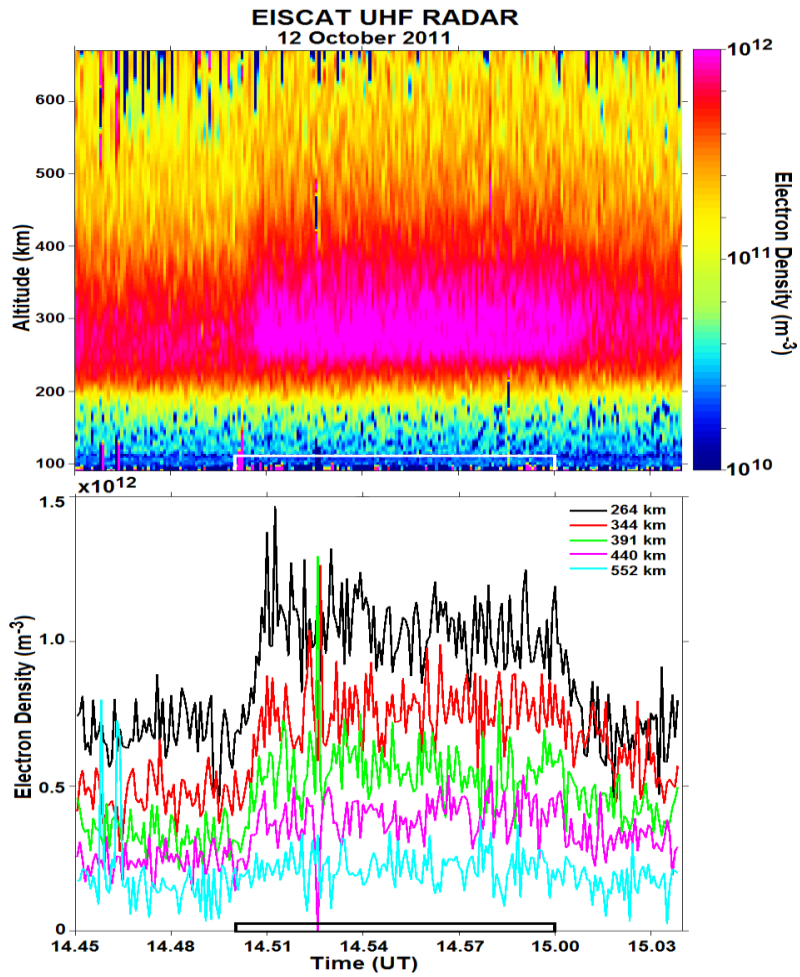 EISCAT UHF RADAR
12 October 2011
Altitude (km)
600
500
400
300
200
100
10¹²
10¹¹
10¹⁰
Electron Density (m⁻³)
x10¹²
1.5
1.0
0.5
0
Electron Density (m⁻³)
264 km
344 km
391 km
440 km
552 km
14.45 14.48 14.51 14.54 14.57 15.00 15.03
Time (UT)